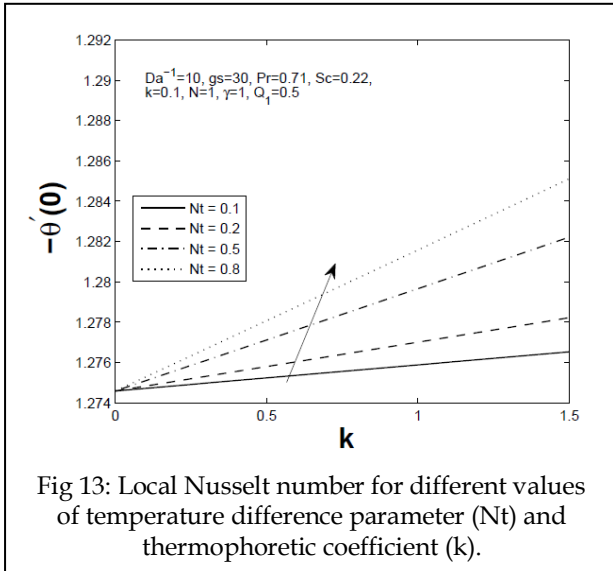 1.292
1.29
1.288
1.286
1.284
1.282
1.28
1.278
1.276
1.274
−θ′(0)
Da⁻¹=10, gs=30, Pr=0.71, Sc=0.22,
k=0.1, N=1, γ=1, Q₁=0.5
Nt = 0.1
Nt = 0.2
Nt = 0.5
Nt = 0.8
0 0.5 1 1.5
k
Fig 13: Local Nusselt number for different values
of temperature difference parameter (Nt) and
thermophoretic coefficient (k).